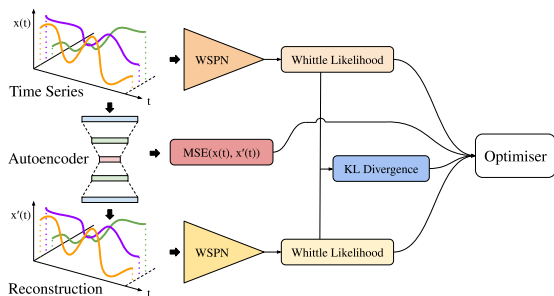 x(t)
t
Time Series
WSPN
Whittle Likelihood
Autoencoder
MSE(x(t), x'(t))
KL Divergence
Optimiser
x'(t)
t
Reconstruction
WSPN
Whittle Likelihood